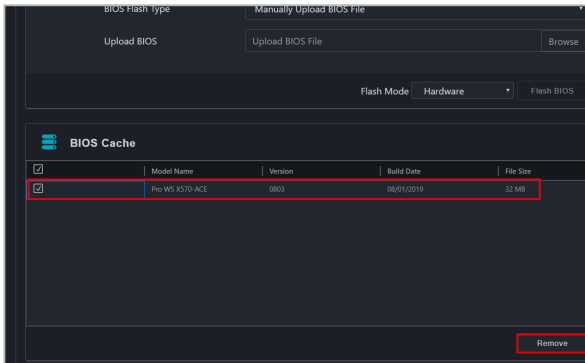 BIOS Flash Type Manually Upload BIOS File
Upload BIOS Upload BIOS File Browse
Flash Mode Hardware Flash BIOS
BIOS Cache
Model Name Version Build Date File Size
Pro WS X570-ACE 0803 08/01/2019 32 MB
Remove